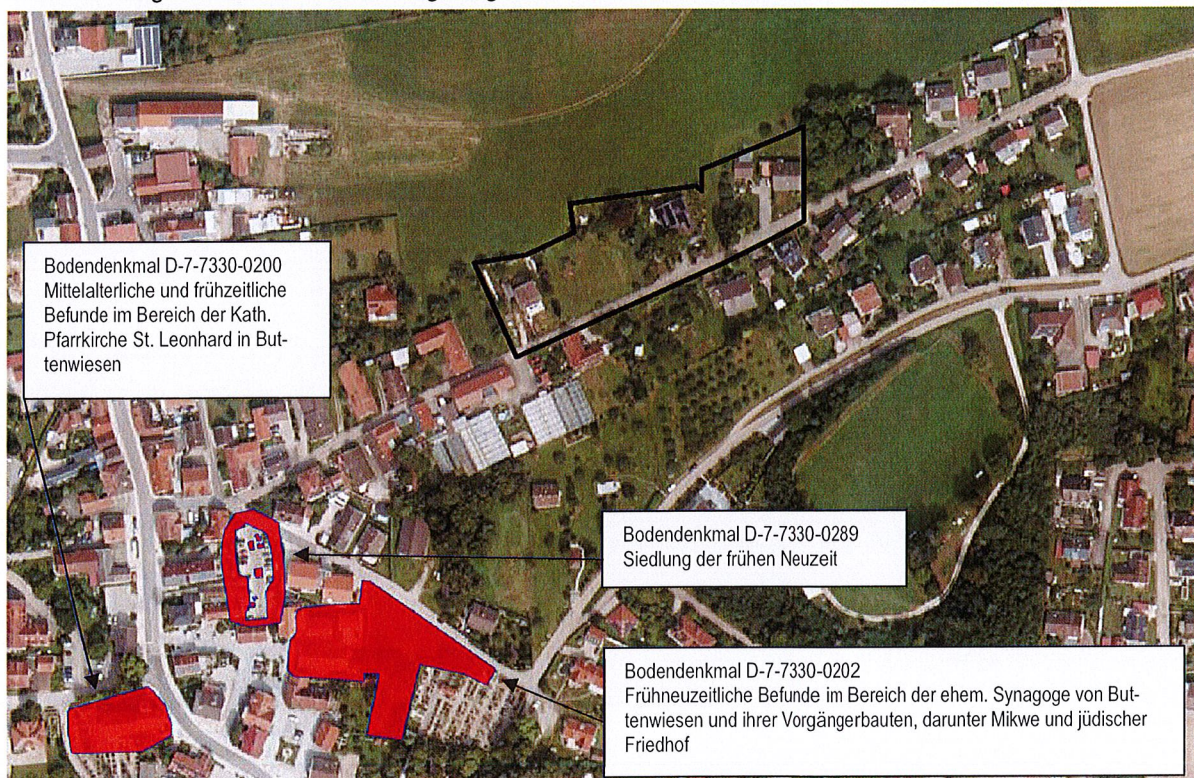 Bodendenkmal D-7-7330-0200
Mittelalterliche und frühzeitliche
Befunde im Bereich der Kath.
Pfarrkirche St. Leonhard in But-
tenwiesen
Bodendenkmal D-7-7330-0289
Siedlung der frühen Neuzeit
Bodendenkmal D-7-7330-0202
Frühneuzeitliche Befunde im Bereich der ehem. Synagoge von But-
tenwiesen und ihrer Vorgängerbauten, darunter Mikwe und jüdischer
Friedhof